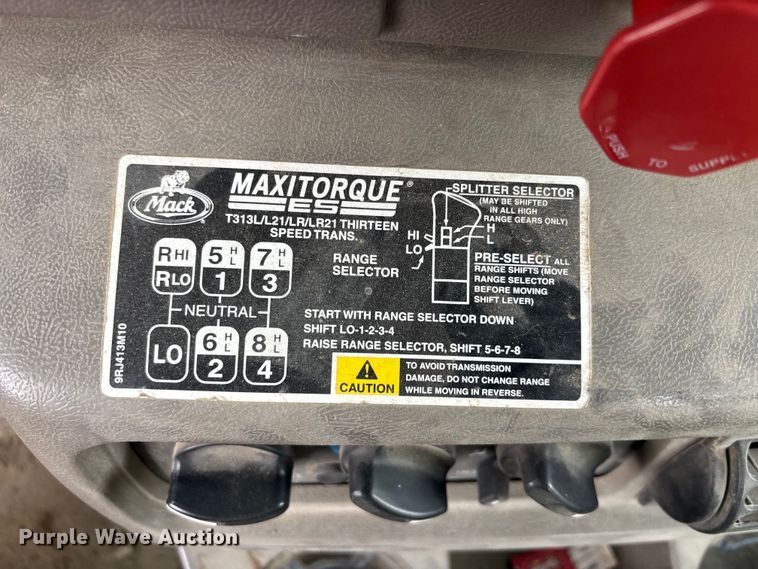 PUSH TO SUPPLY
Mack
MAXITORQUE®
ES
T313L/L21/LR/LR21 THIRTEEN
SPEED TRANS.
SPLITTER SELECTOR
(MAY BE SHIFTED
IN ALL HIGH
RANGE GEARS ONLY)
HI
LO
H
L
RANGE
SELECTOR
PRE-SELECT ALL
RANGE SHIFTS (MOVE
RANGE SELECTOR
BEFORE MOVING
SHIFT LEVER)
R HI 5 H L 7 H L
R LO 1 3
NEUTRAL
LO 6 H L 8 H L
2 4
START WITH RANGE SELECTOR DOWN
SHIFT LO-1-2-3-4
RAISE RANGE SELECTOR, SHIFT 5-6-7-8
CAUTION
TO AVOID TRANSMISSION
DAMAGE, DO NOT CHANGE RANGE
WHILE MOVING IN REVERSE.
9RJ413M10
Purple Wave Auction